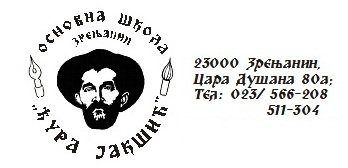 ОСНОВНА ШКОЛА
ЗРЕЊАНИН
„ЂУРА ЈАКШИЋ“
23000 Зрењанин,
Цара Душана 80а;
Тел: 023/ 566-208
511-304